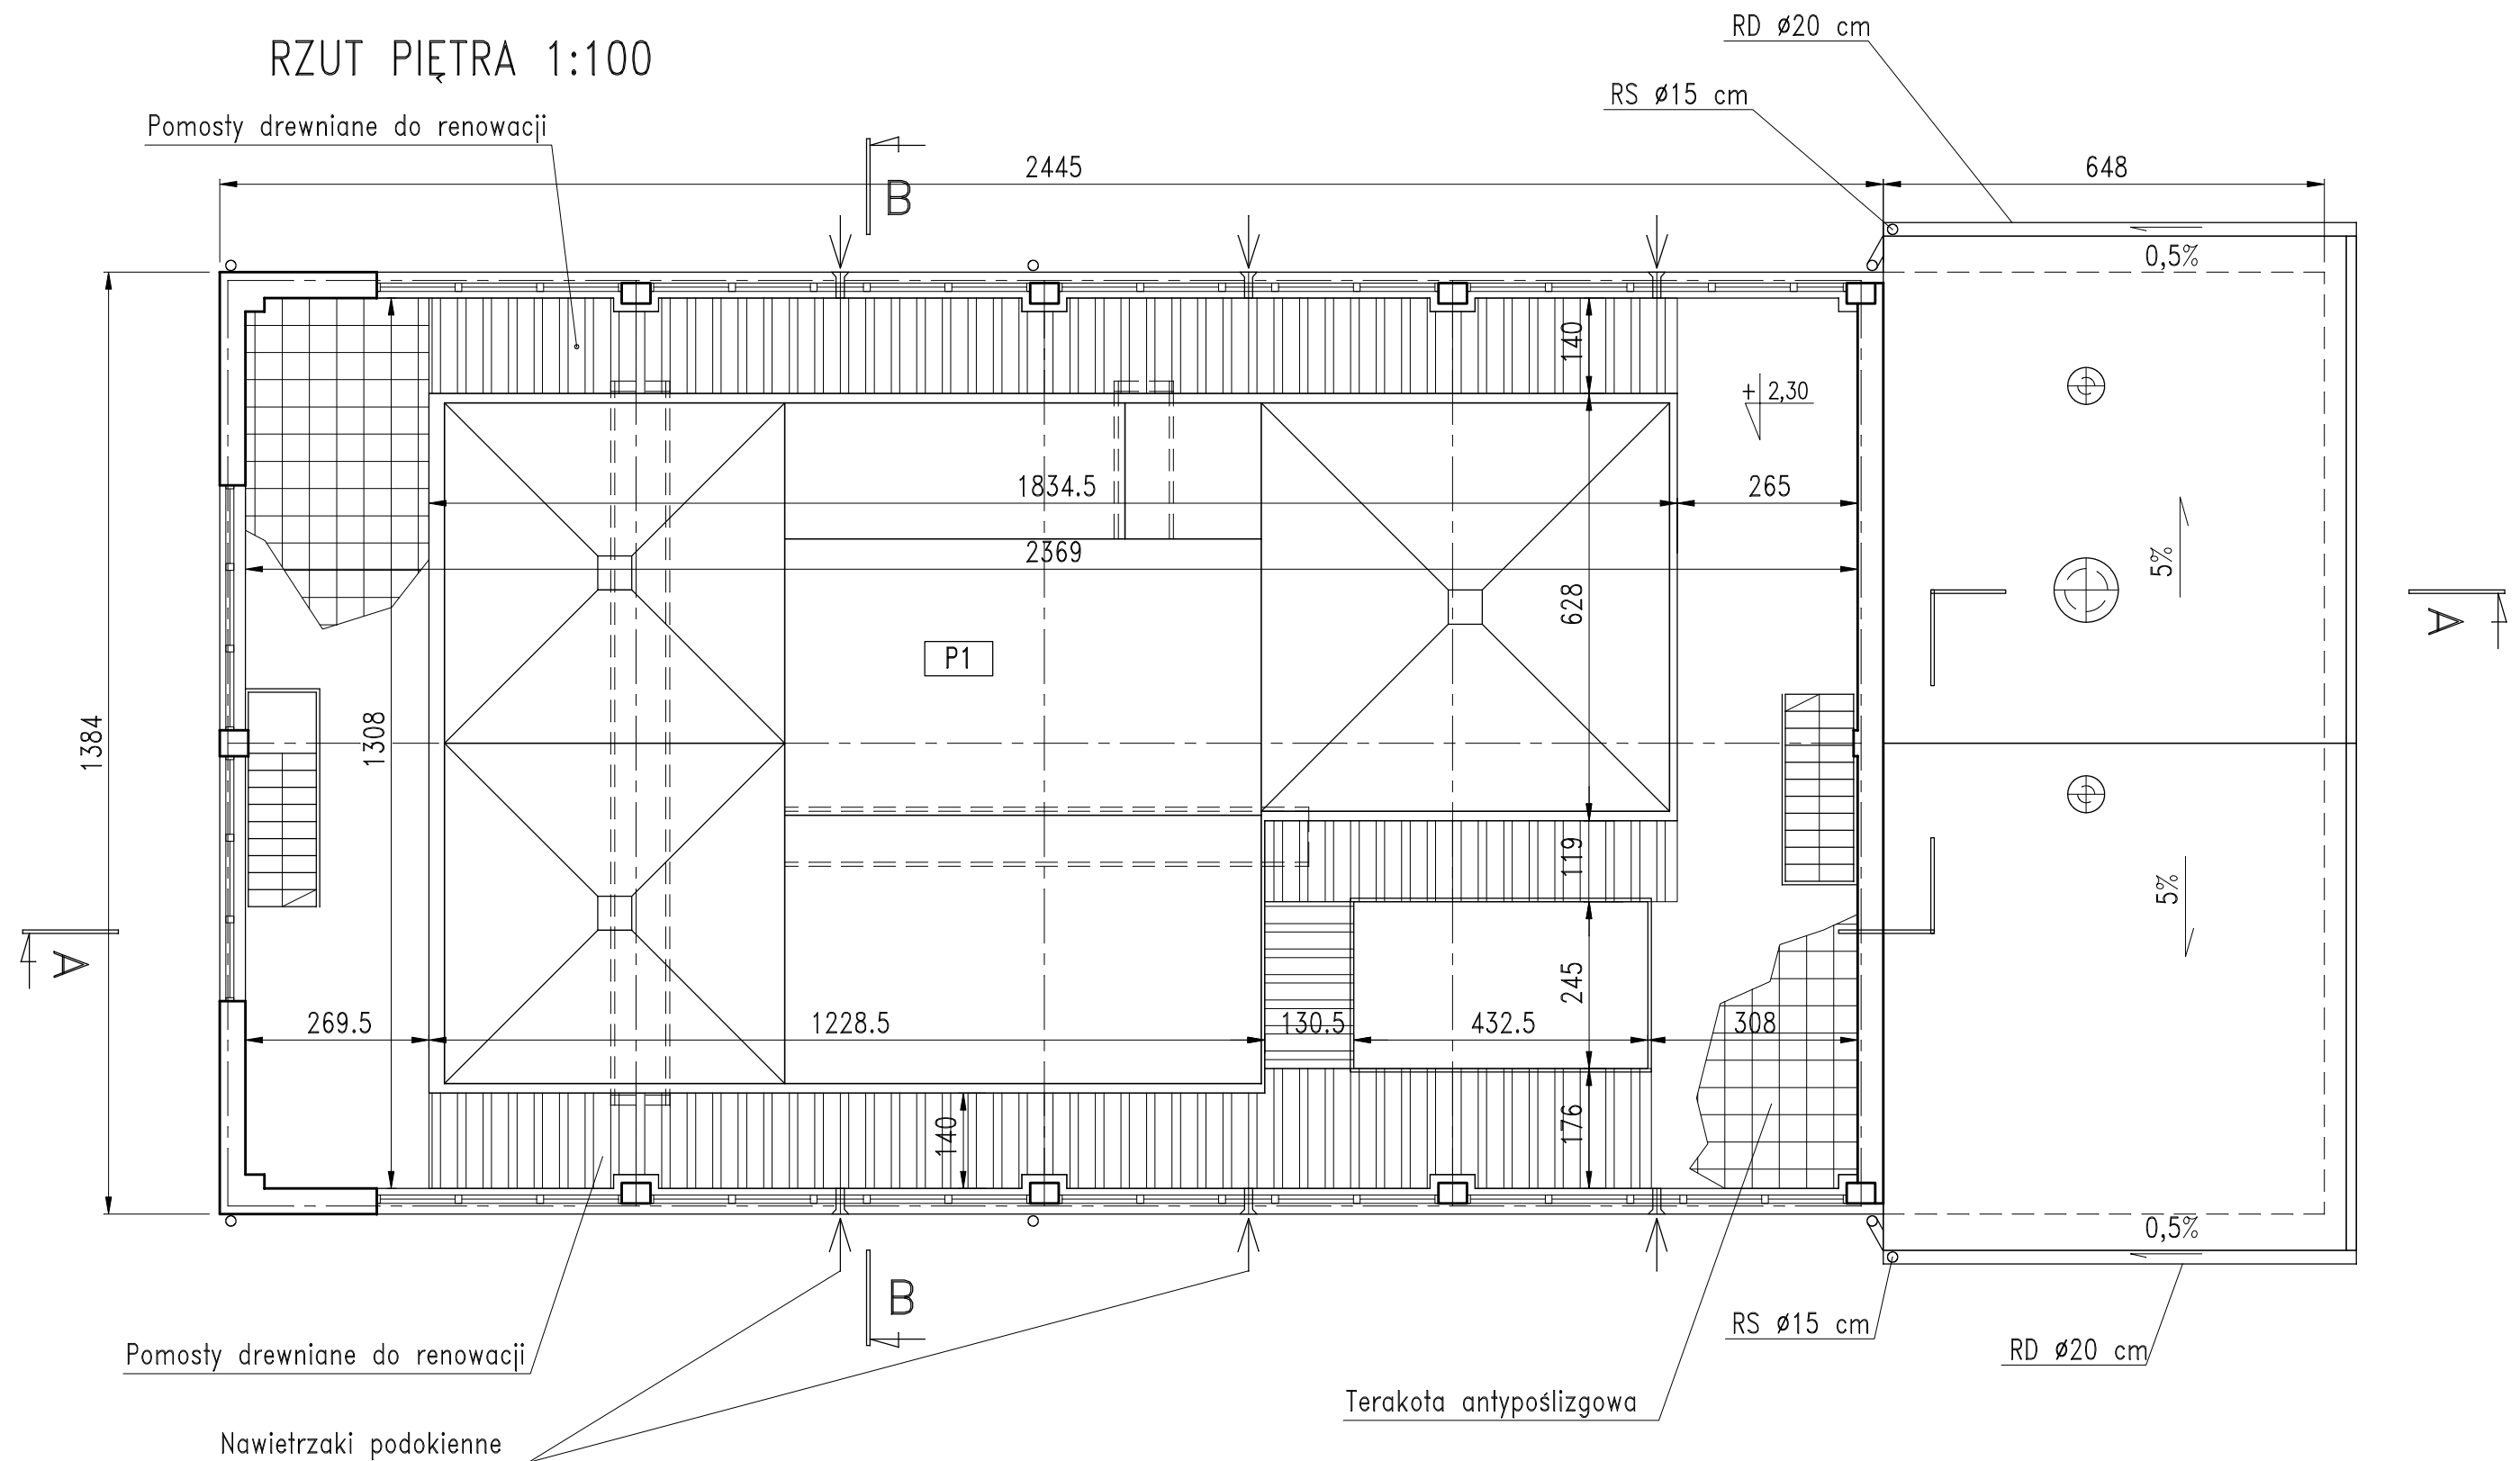 RD ø20 cm
RZUT PIĘTRA 1:100
RS ø15 cm
Pomosty drewniane do renowacji
2445
648
B
0,5%
140
+ 2,30
1834.5
265
2369
5%
628
A
P1
1384
1308
119
5%
A
245
269.5
1228.5
130.5
432.5
308
140
176
0,5%
B
RS ø15 cm
RD ø20 cm
Pomosty drewniane do renowacji
Terakota antypoślizgowa
Nawietrzaki podokienne